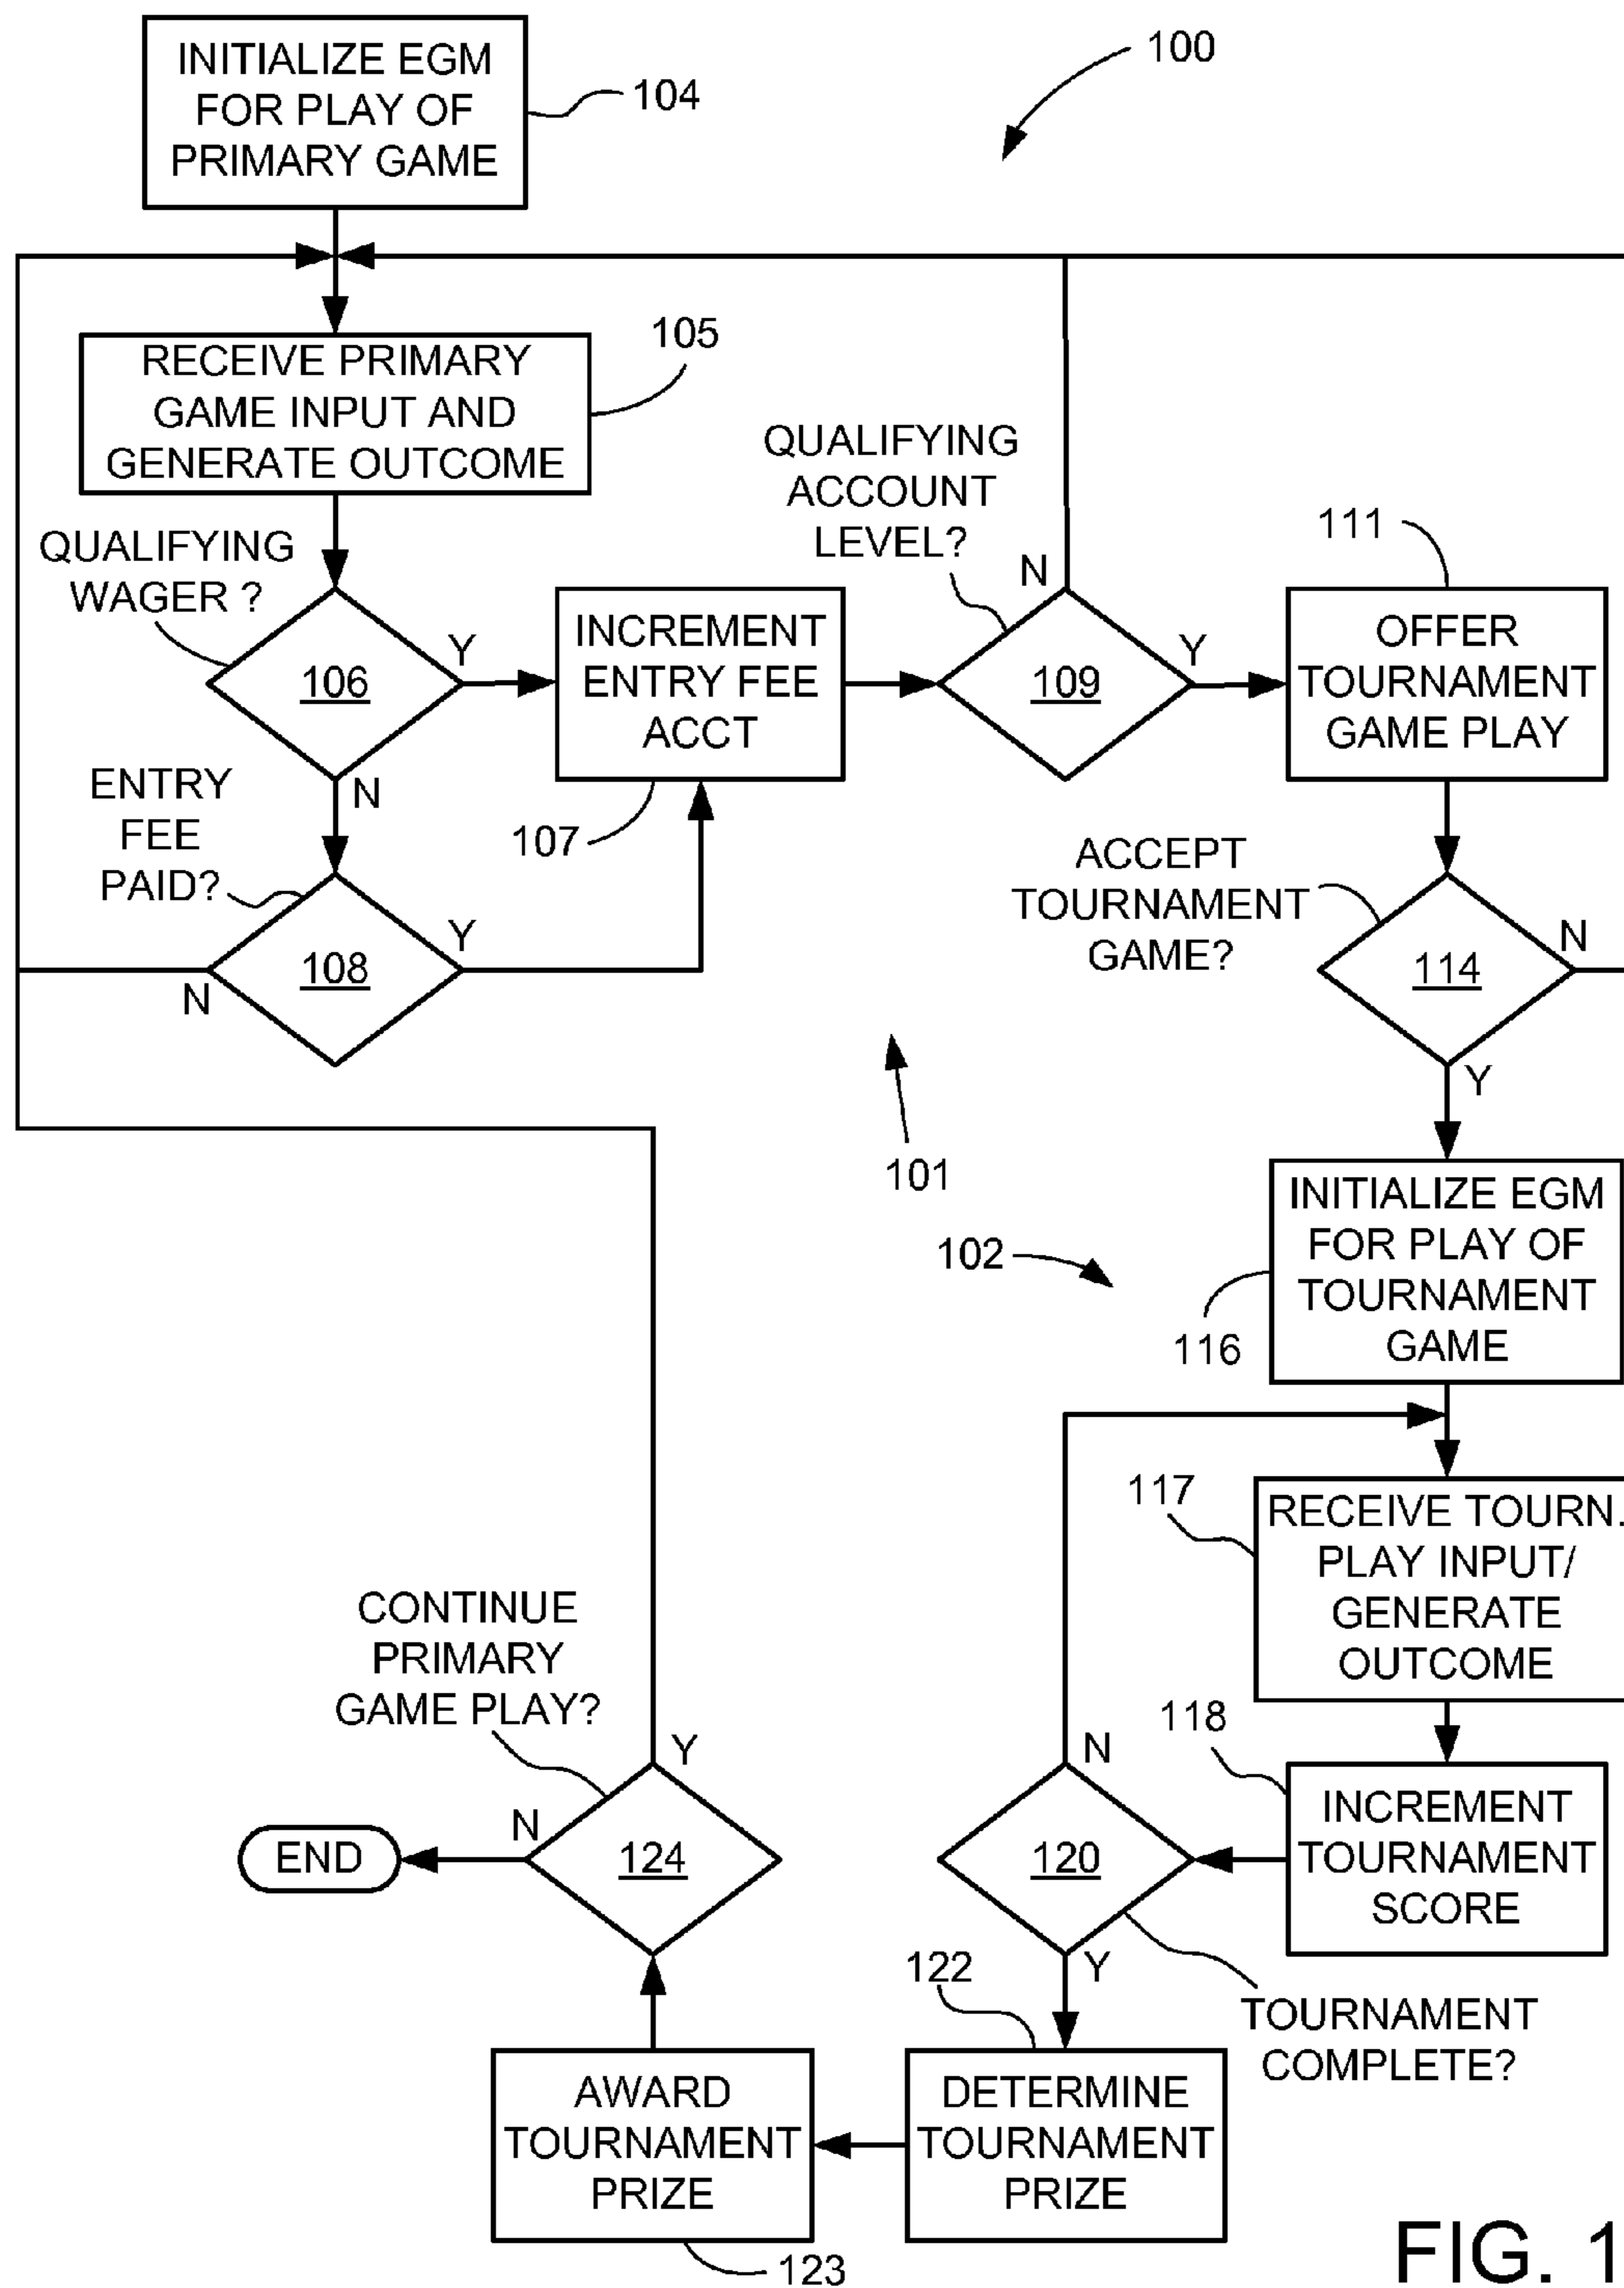 INITIALIZE EGM
FOR PLAY OF
PRIMARY GAME
104
100
RECEIVE PRIMARY
GAME INPUT AND
GENERATE OUTCOME
105
QUALIFYING
WAGER ?
106
Y
N
INCREMENT
ENTRY FEE
ACCT
107
QUALIFYING
ACCOUNT
LEVEL?
N
109
Y
111
OFFER
TOURNAMENT
GAME PLAY
ENTRY
FEE
PAID?
108
Y
N
ACCEPT
TOURNAMENT
GAME?
114
N
Y
101
102
INITIALIZE EGM
FOR PLAY OF
TOURNAMENT
GAME
116
117
RECEIVE TOURN.
PLAY INPUT/
GENERATE
OUTCOME
118
INCREMENT
TOURNAMENT
SCORE
N
120
Y
TOURNAMENT
COMPLETE?
CONTINUE
PRIMARY
GAME PLAY?
Y
N
124
END
122
DETERMINE
TOURNAMENT
PRIZE
AWARD
TOURNAMENT
PRIZE
123
FIG. 1